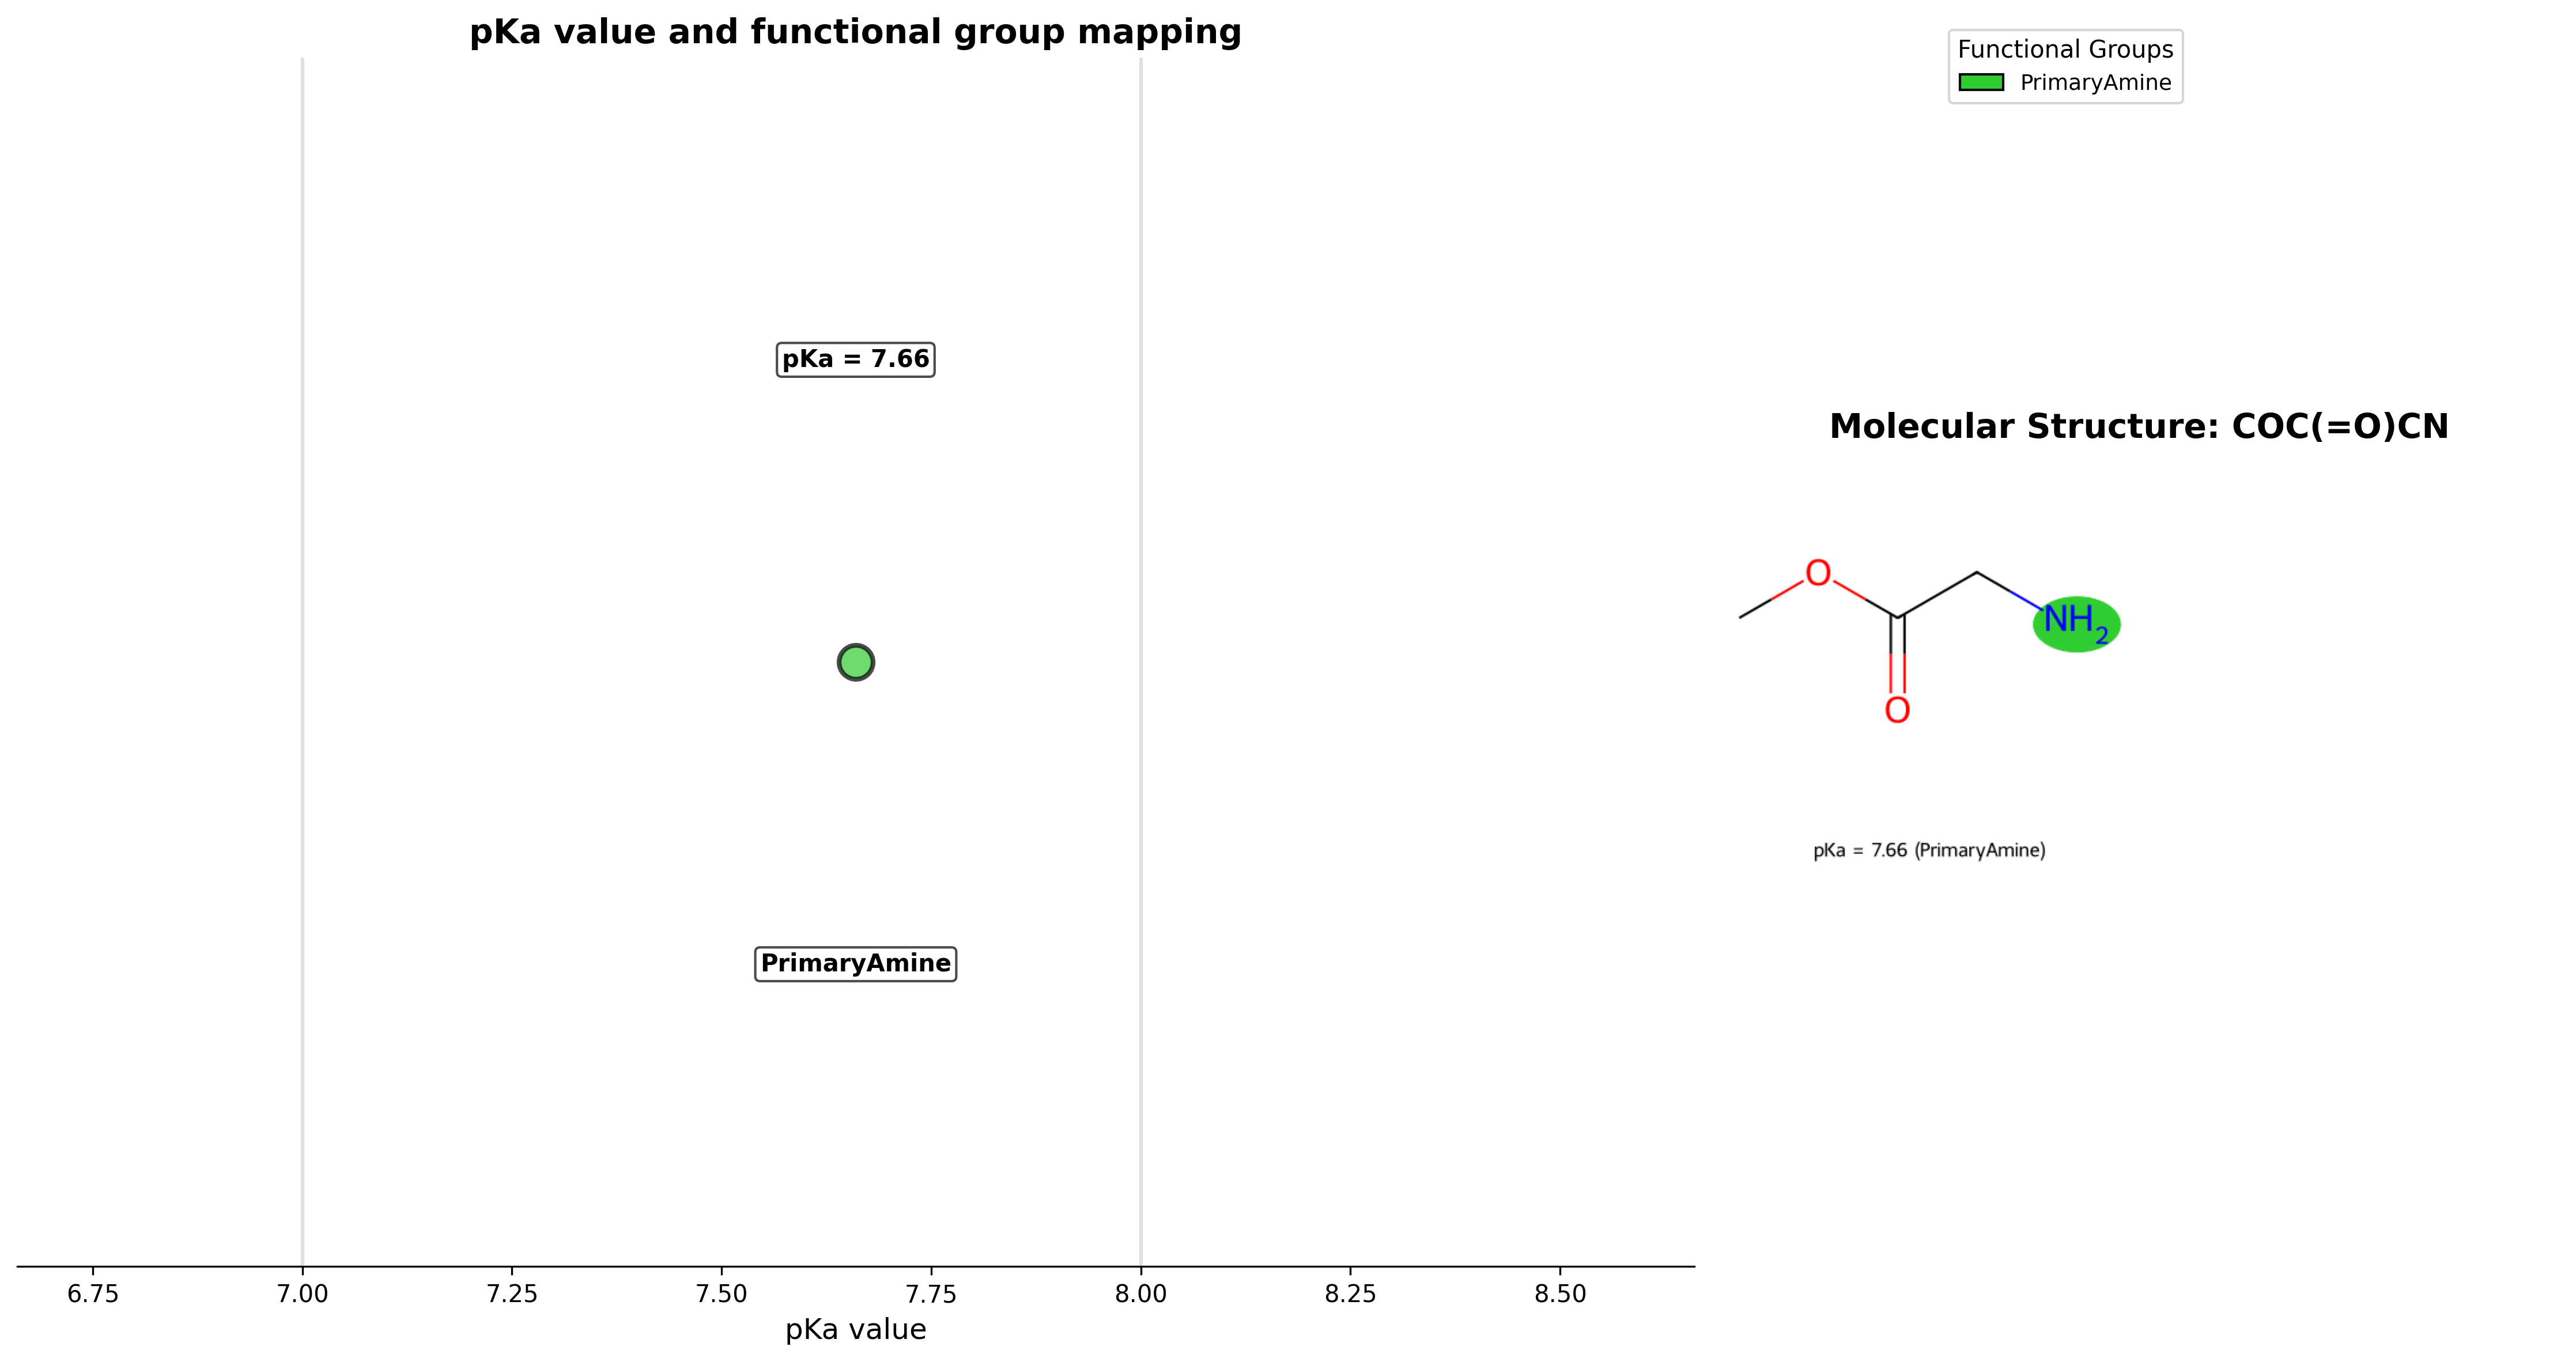 pKa value and functional group mapping
pKa = 7.66
PrimaryAmine
6.75 7.00 7.25 7.50 7.75 8.00 8.25 8.50
pKa value
Functional Groups
PrimaryAmine
Molecular Structure: COC(=O)CN
O
NH2
O
pKa = 7.66 (PrimaryAmine)